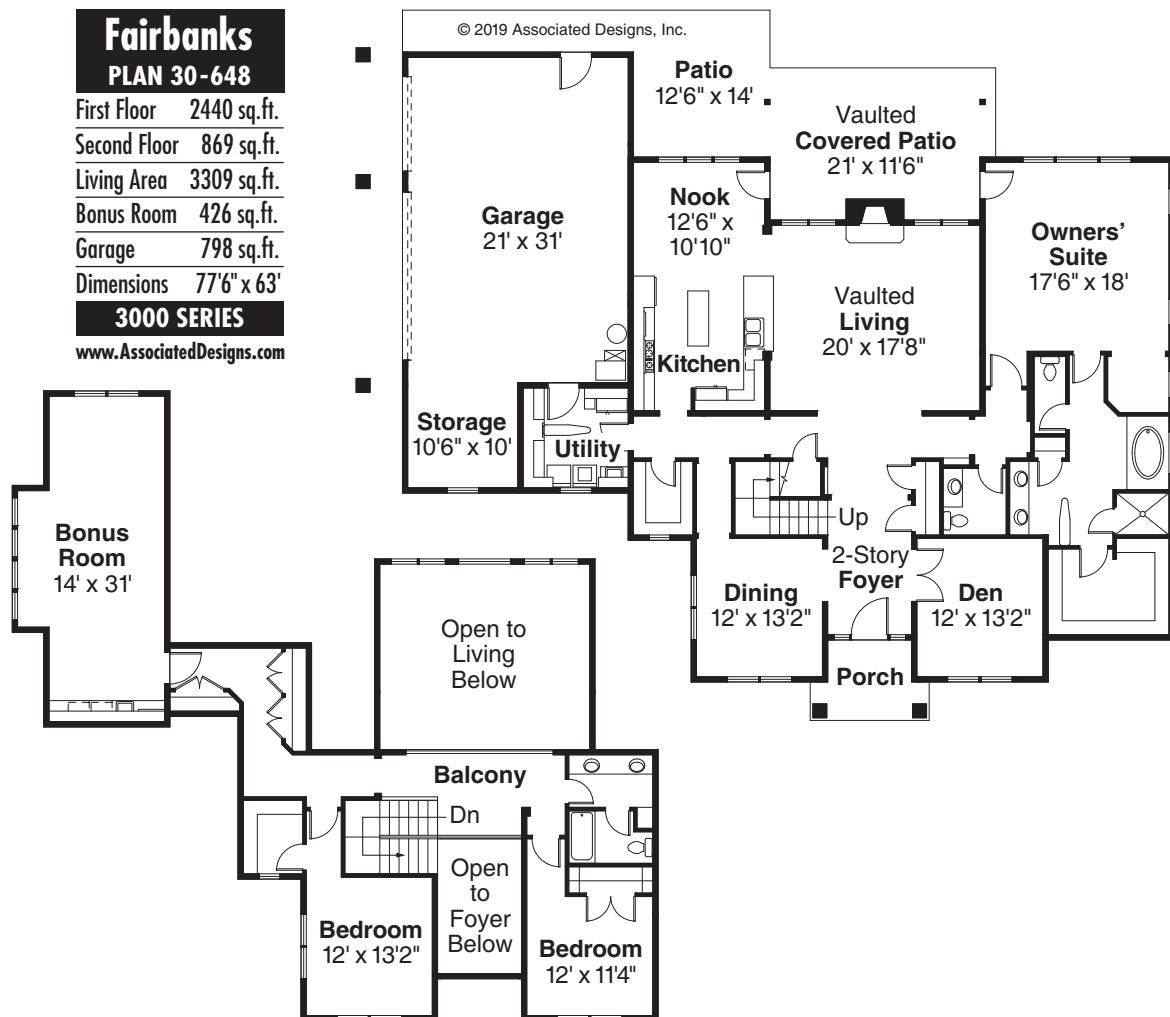 Fairbanks
PLAN 30-648
First Floor 2440 sq.ft.
Second Floor 869 sq.ft.
Living Area 3309 sq.ft.
Bonus Room 426 sq.ft.
Garage 798 sq.ft.
Dimensions 77'6" x 63'
3000 SERIES
www.AssociatedDesigns.com
© 2019 Associated Designs, Inc.
Patio
12'6" x 14'
Vaulted
Covered Patio
21' x 11'6"
Garage
21' x 31'
Nook
12'6" x
10'10"
Owners'
Suite
17'6" x 18'
Vaulted
Living
20' x 17'8"
Kitchen
Storage
10'6" x 10'
Utility
Up
2-Story
Foyer
Dining
12' x 13'2"
Den
12' x 13'2"
Porch
Bonus
Room
14' x 31'
Open to
Living
Below
Balcony
Dn
Open
to
Foyer
Below
Bedroom
12' x 13'2"
Bedroom
12' x 11'4"